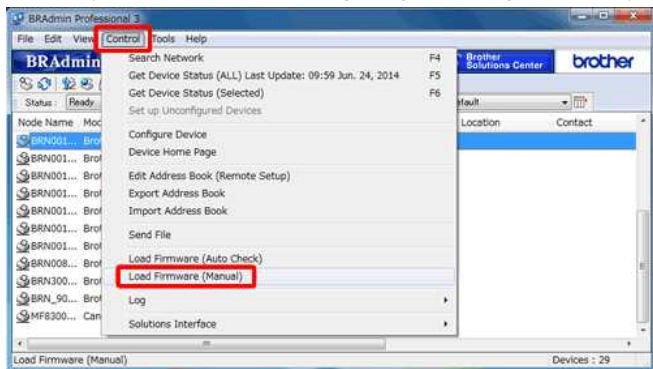 BRAdmin Professional 3
File Edit View Control Tools Help
BRAdmin
Brother Solutions Center
brother
Search Network F4
Get Device Status (ALL) Last Update: 09:59 Jun. 24, 2014 F5
Get Device Status (Selected) F6
Set up Unconfigured Devices
Configure Device
Device Home Page
Edit Address Book (Remote Setup)
Export Address Book
Import Address Book
Send File
Load Firmware (Auto Check)
Load Firmware (Manual)
Log
Solutions Interface
Status: Ready
Node Name Location Contact
BRN001...
BRN001...
BRN001...
BRN001...
BRN001...
BRN001...
BRN001...
BRN008...
BRN300...
BRN_90...
MF8300... Can
Load Firmware (Manual) Devices : 29